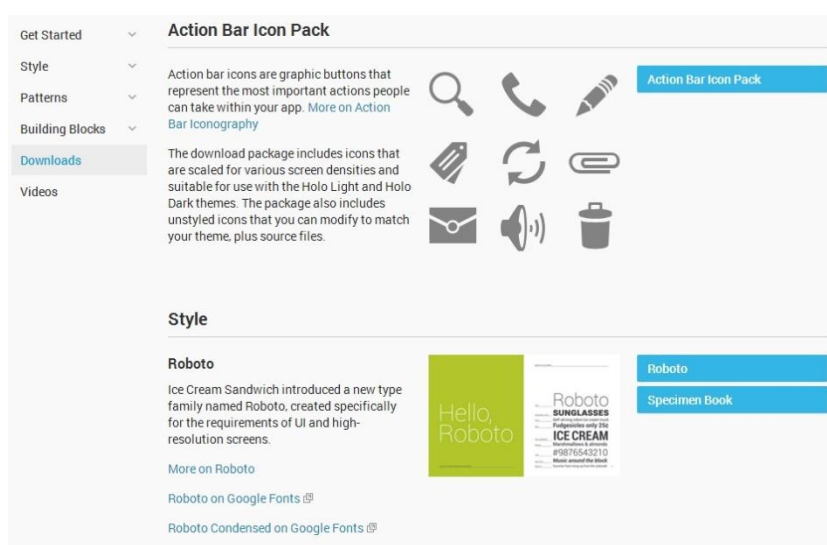 Get Started
Style
Patterns
Building Blocks
Downloads
Videos
Action Bar Icon Pack
Action bar icons are graphic buttons that
represent the most important actions people
can take within your app. More on Action
Bar Iconography
The download package includes icons that
are scaled for various screen densities and
suitable for use with the Holo Light and Holo
Dark themes. The package also includes
unstyled icons that you can modify to match
your theme, plus source files.
Action Bar Icon Pack
Style
Roboto
Ice Cream Sandwich introduced a new type
family named Roboto, created specifically
for the requirements of UI and high-
resolution screens.
More on Roboto
Roboto on Google Fonts
Roboto Condensed on Google Fonts
Hello,
Roboto
Roboto
SUNGLASSES
Fudgesicles only 25c
ICE CREAM
Marshmallows & almonds
#9876543210
Music around the block
Roboto
Specimen Book